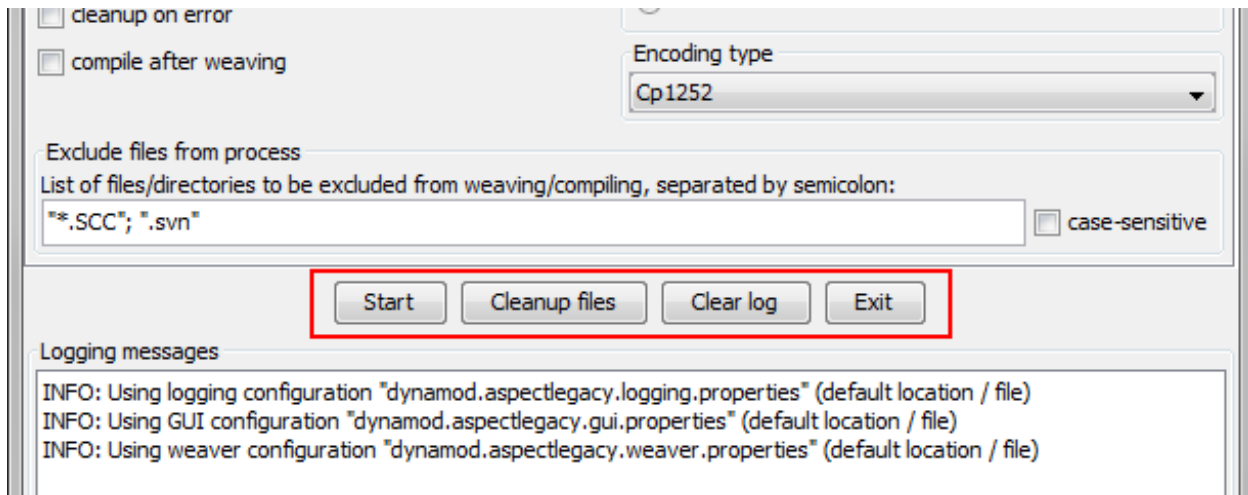 cleanup on error
compile after weaving
Encoding type
Cp1252
Exclude files from process
List of files/directories to be excluded from weaving/compiling, separated by semicolon:
"*.SCC"; ".svn"
case-sensitive
Start Cleanup files Clear log Exit
Logging messages
INFO: Using logging configuration "dynamod.aspectlegacy.logging.properties" (default location / file)
INFO: Using GUI configuration "dynamod.aspectlegacy.gui.properties" (default location / file)
INFO: Using weaver configuration "dynamod.aspectlegacy.weaver.properties" (default location / file)